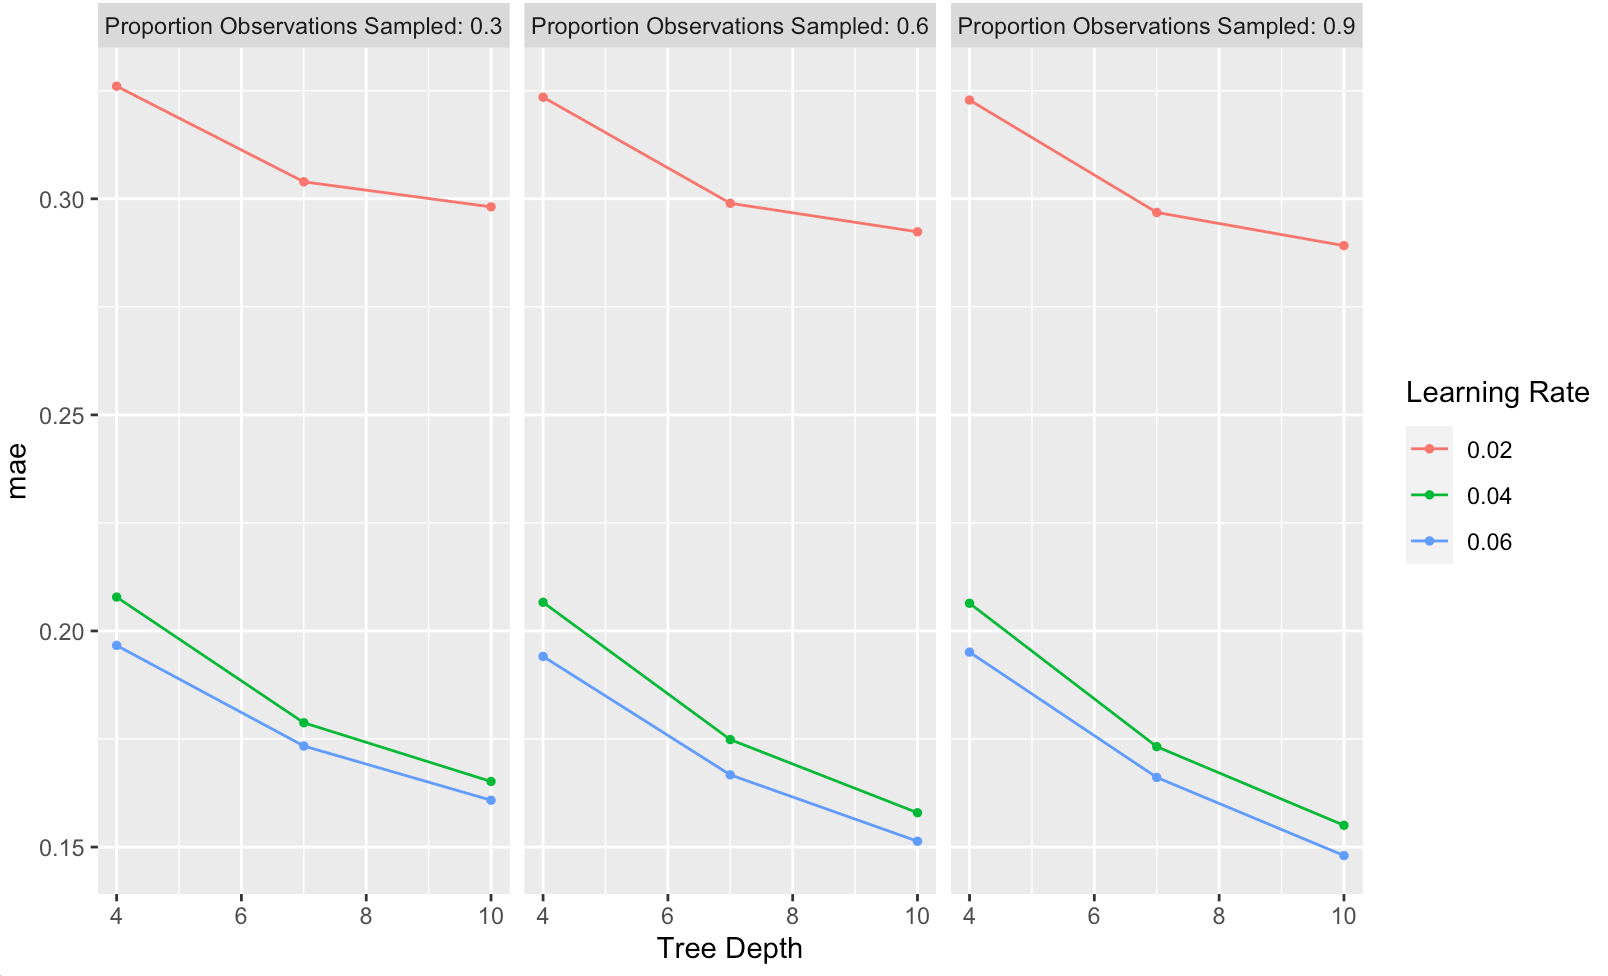 Proportion Observations Sampled: 0.3
Proportion Observations Sampled: 0.6
Proportion Observations Sampled: 0.9
mae
0.30
0.25
0.20
0.15
4 6 8 10
4 6 8 10
4 6 8 10
Tree Depth
Learning Rate
0.02
0.04
0.06